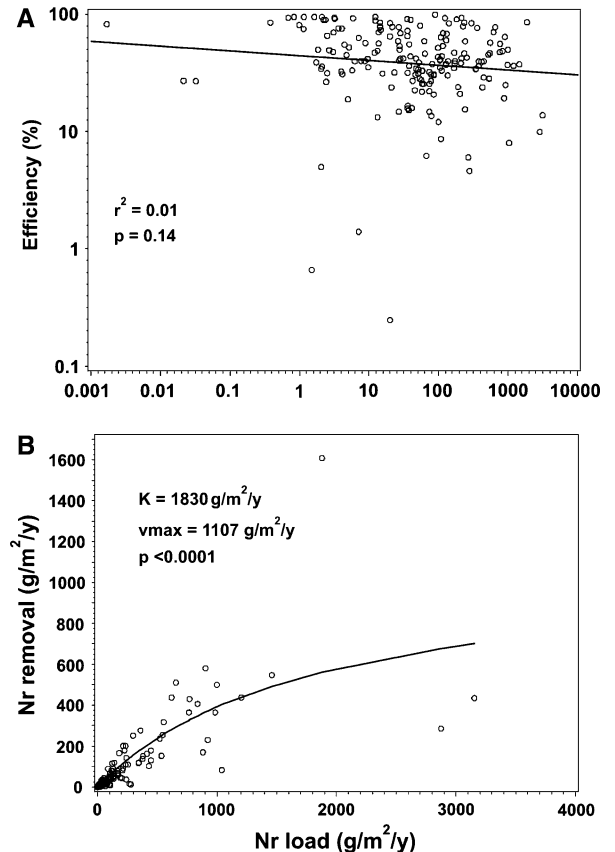 A
100
10
1
0.1
Efficiency (%)
r² = 0.01
p = 0.14
0.001 0.01 0.1 1 10 100 1000 10000
B
1600
1400
1200
1000
800
600
400
200
0
Nr removal (g/m²/y)
K = 1830 g/m²/y
vmax = 1107 g/m²/y
p <0.0001
0 1000 2000 3000 4000
Nr load (g/m²/y)